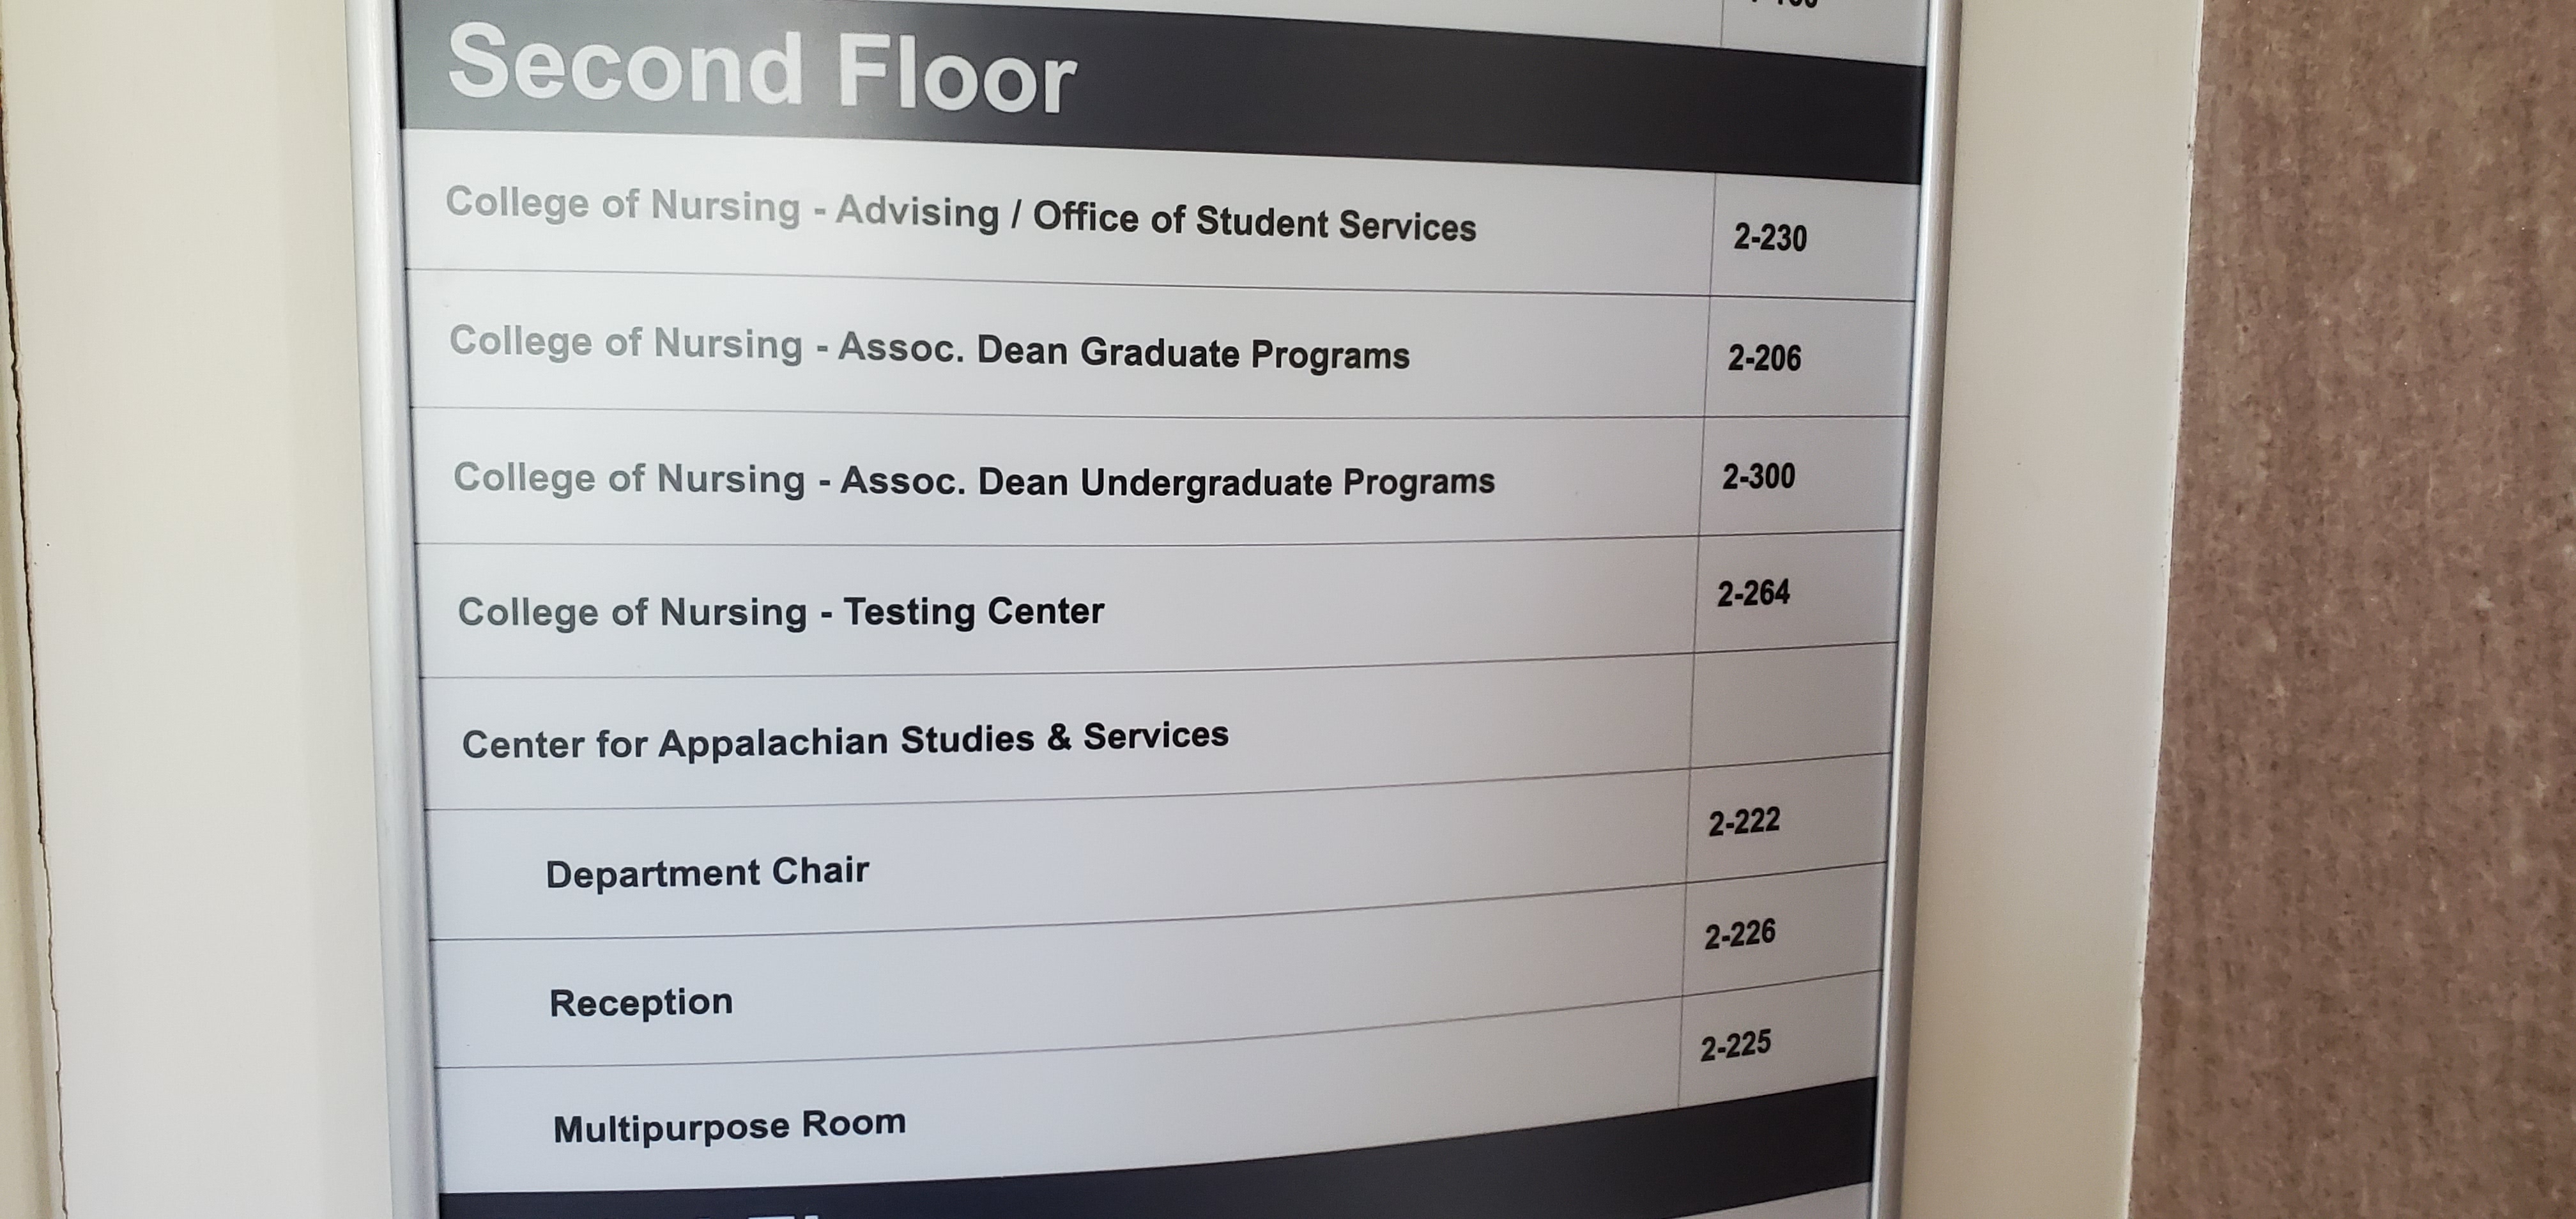 Second Floor
College of Nursing - Advising / Office of Student Services 2-230
College of Nursing - Assoc. Dean Graduate Programs 2-206
College of Nursing - Assoc. Dean Undergraduate Programs 2-300
College of Nursing - Testing Center 2-264
Center for Appalachian Studies & Services
Department Chair 2-222
Reception 2-226
Multipurpose Room 2-225